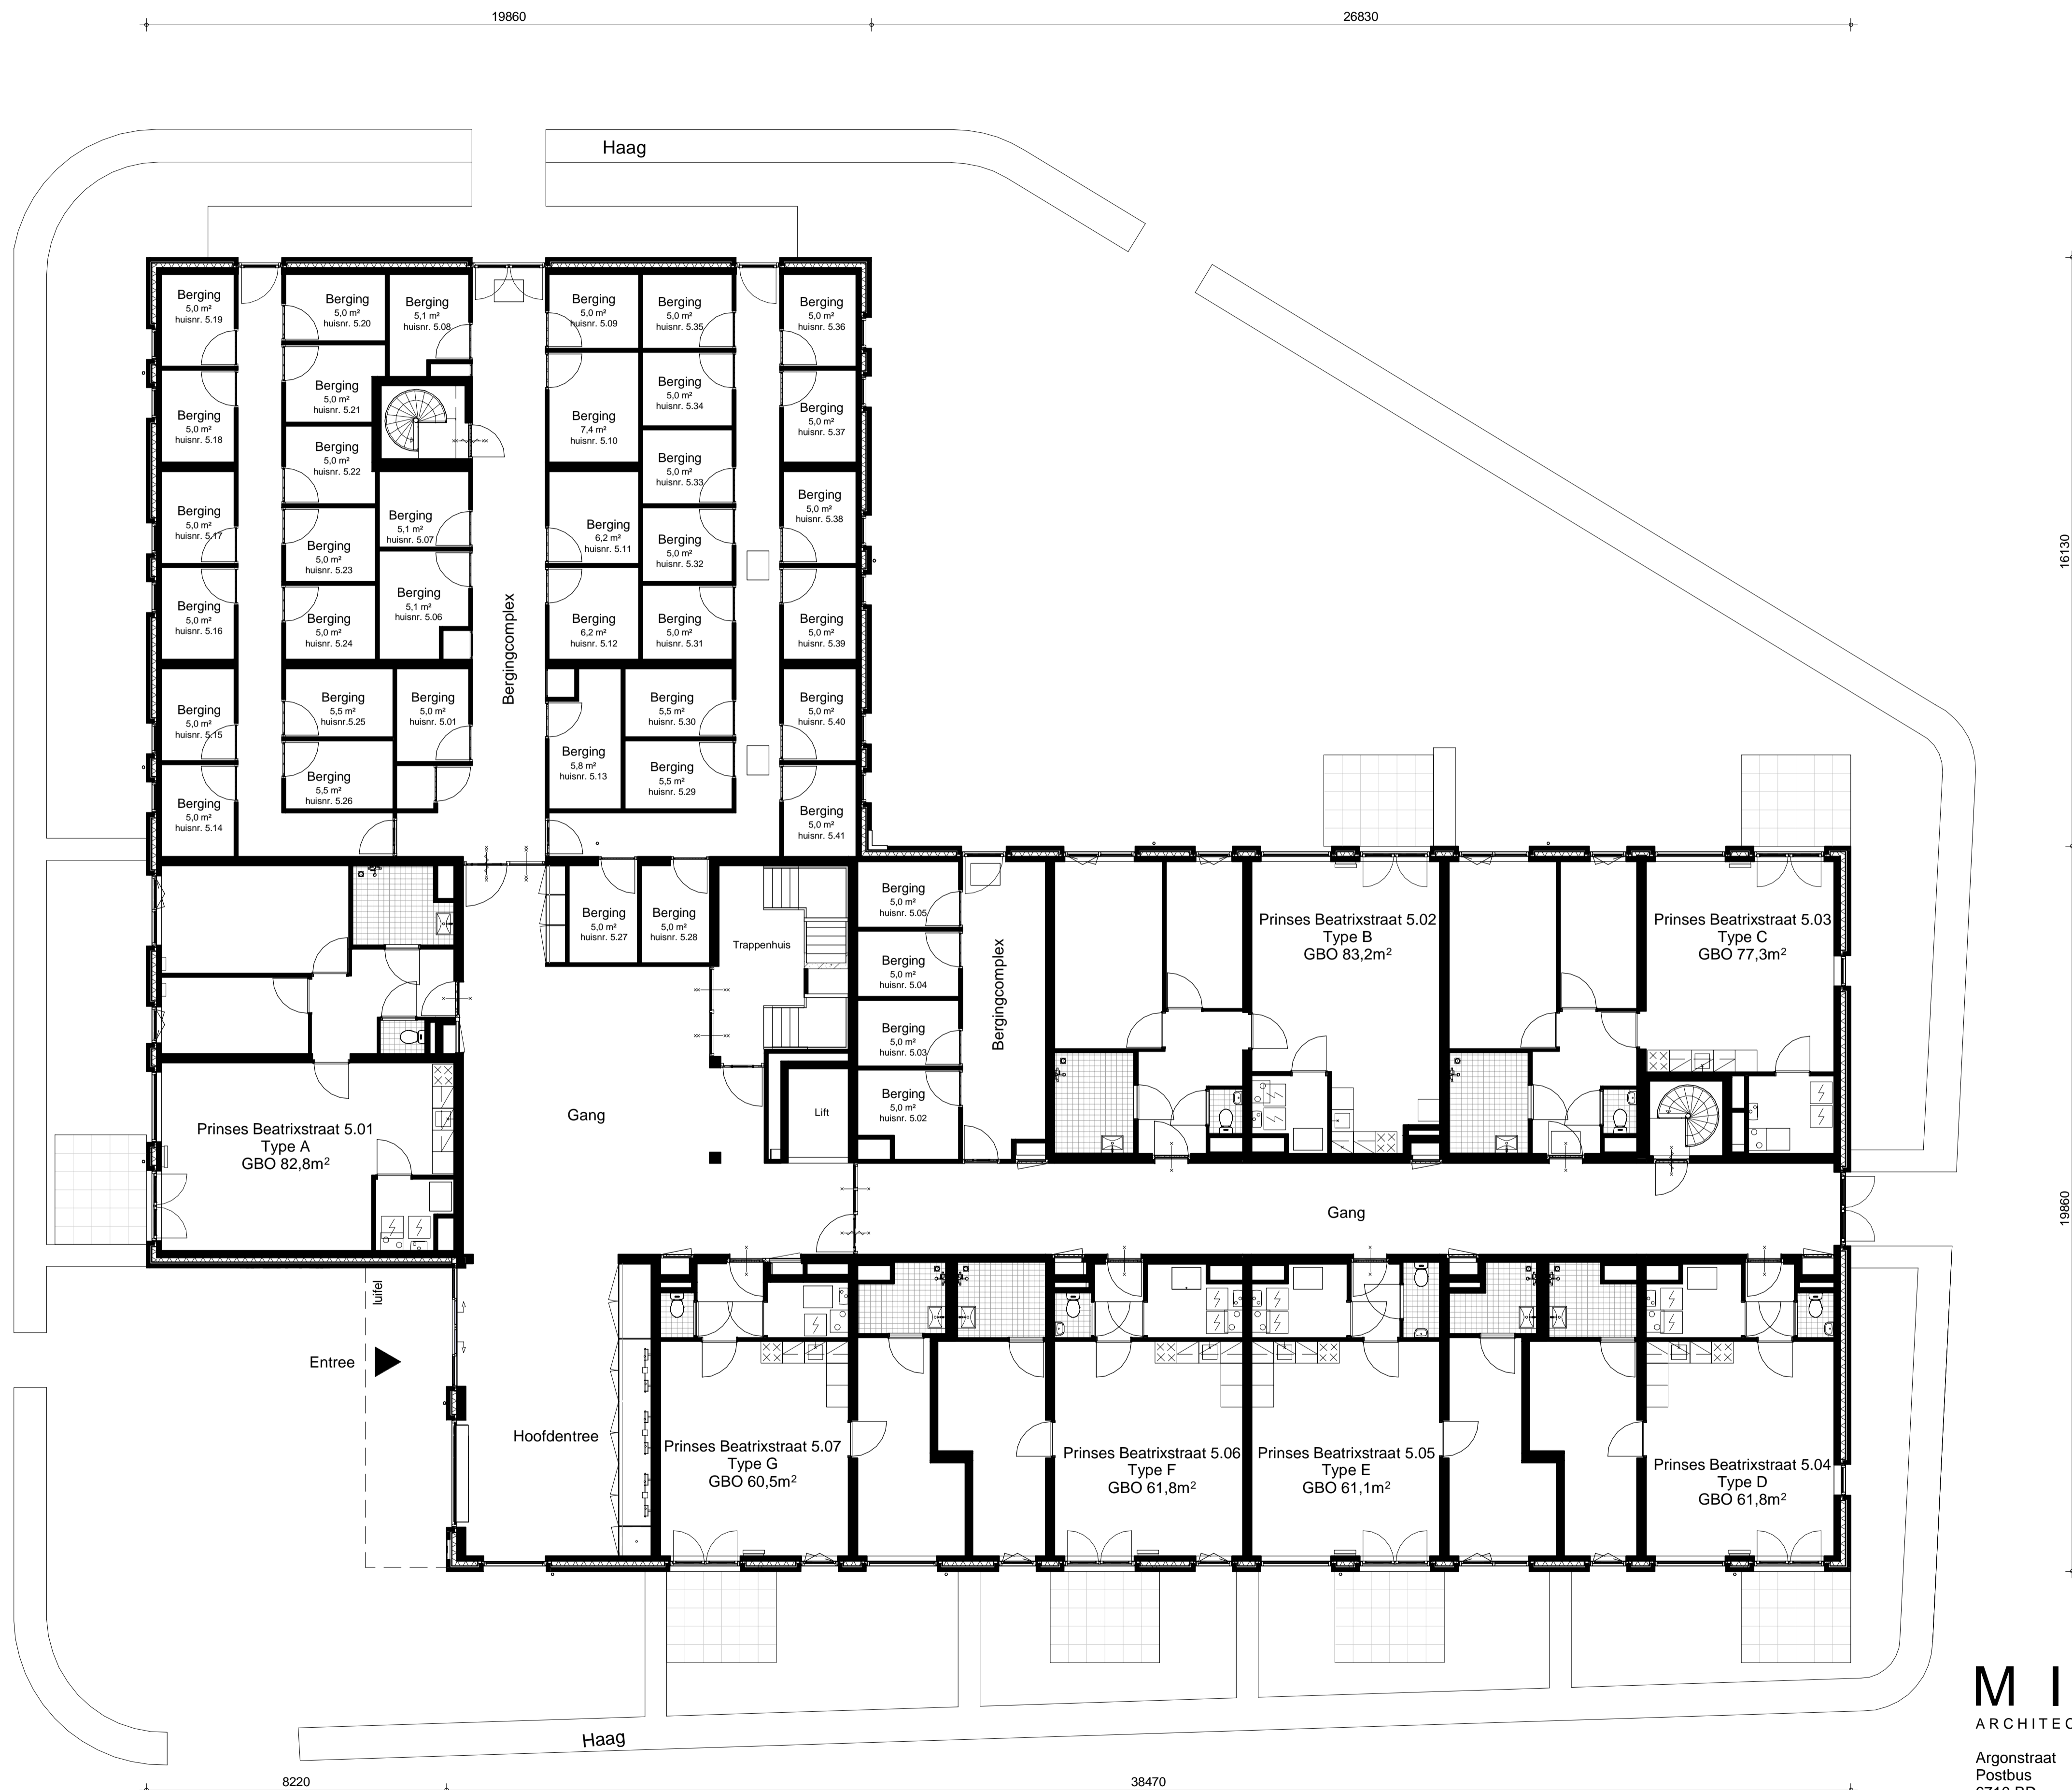 19860
26830
Haag
Berging
5,0 m²
huisnr. 5.19
Berging
5,0 m²
huisnr. 5.20
Berging
5,1 m²
huisnr. 5.08
Berging
5,0 m²
huisnr. 5.09
Berging
5,0 m²
huisnr. 5.35
Berging
5,0 m²
huisnr. 5.36
Berging
5,0 m²
huisnr. 5.18
Berging
5,0 m²
huisnr. 5.21
Berging
7,4 m²
huisnr. 5.10
Berging
5,0 m²
huisnr. 5.34
Berging
5,0 m²
huisnr. 5.37
Berging
5,0 m²
huisnr. 5.22
Berging
5,0 m²
huisnr. 5.33
Berging
5,0 m²
huisnr. 5.17
Berging
5,0 m²
huisnr. 5.23
Berging
5,1 m²
huisnr. 5.07
Berging
6,2 m²
huisnr. 5.11
Berging
5,0 m²
huisnr. 5.32
Berging
5,0 m²
huisnr. 5.38
16130
Berging
5,0 m²
huisnr. 5.16
Berging
5,0 m²
huisnr. 5.24
Berging
5,1 m²
huisnr. 5.06
Bergingcomplex
Berging
6,2 m²
huisnr. 5.12
Berging
5,0 m²
huisnr. 5.31
Berging
5,0 m²
huisnr. 5.39
Berging
5,0 m²
huisnr. 5.15
Berging
5,5 m²
huisnr.5.25
Berging
5,0 m²
huisnr. 5.01
Berging
5,5 m²
huisnr. 5.30
Berging
5,0 m²
huisnr. 5.40
Berging
5,0 m²
huisnr. 5.14
Berging
5,5 m²
huisnr. 5.26
Berging
5,8 m²
huisnr. 5.13
Berging
5,5 m²
huisnr. 5.29
Berging
5,0 m²
huisnr. 5.41
Berging
5,0 m²
huisnr. 5.27
Berging
5,0 m²
huisnr. 5.28
Trappenhuis
Berging
5,0 m²
huisnr. 5.05
Berging
5,0 m²
huisnr. 5.04
Berging
5,0 m²
huisnr. 5.03
Berging
5,0 m²
huisnr. 5.02
Bergingcomplex
Prinses Beatrixstraat 5.02
Type B
GBO 83,2m²
Prinses Beatrixstraat 5.03
Type C
GBO 77,3m²
Prinses Beatrixstraat 5.01
Type A
GBO 82,8m²
Gang
Lift
Gang
19860
luifel
Entree
Hoofdentree
Prinses Beatrixstraat 5.07
Type G
GBO 60,5m²
Prinses Beatrixstraat 5.06
Type F
GBO 61,8m²
Prinses Beatrixstraat 5.05
Type E
GBO 61,1m²
Prinses Beatrixstraat 5.04
Type D
GBO 61,8m²
Haag
8220
38470
M I
ARCHITEC
Argonstraat
Postbus